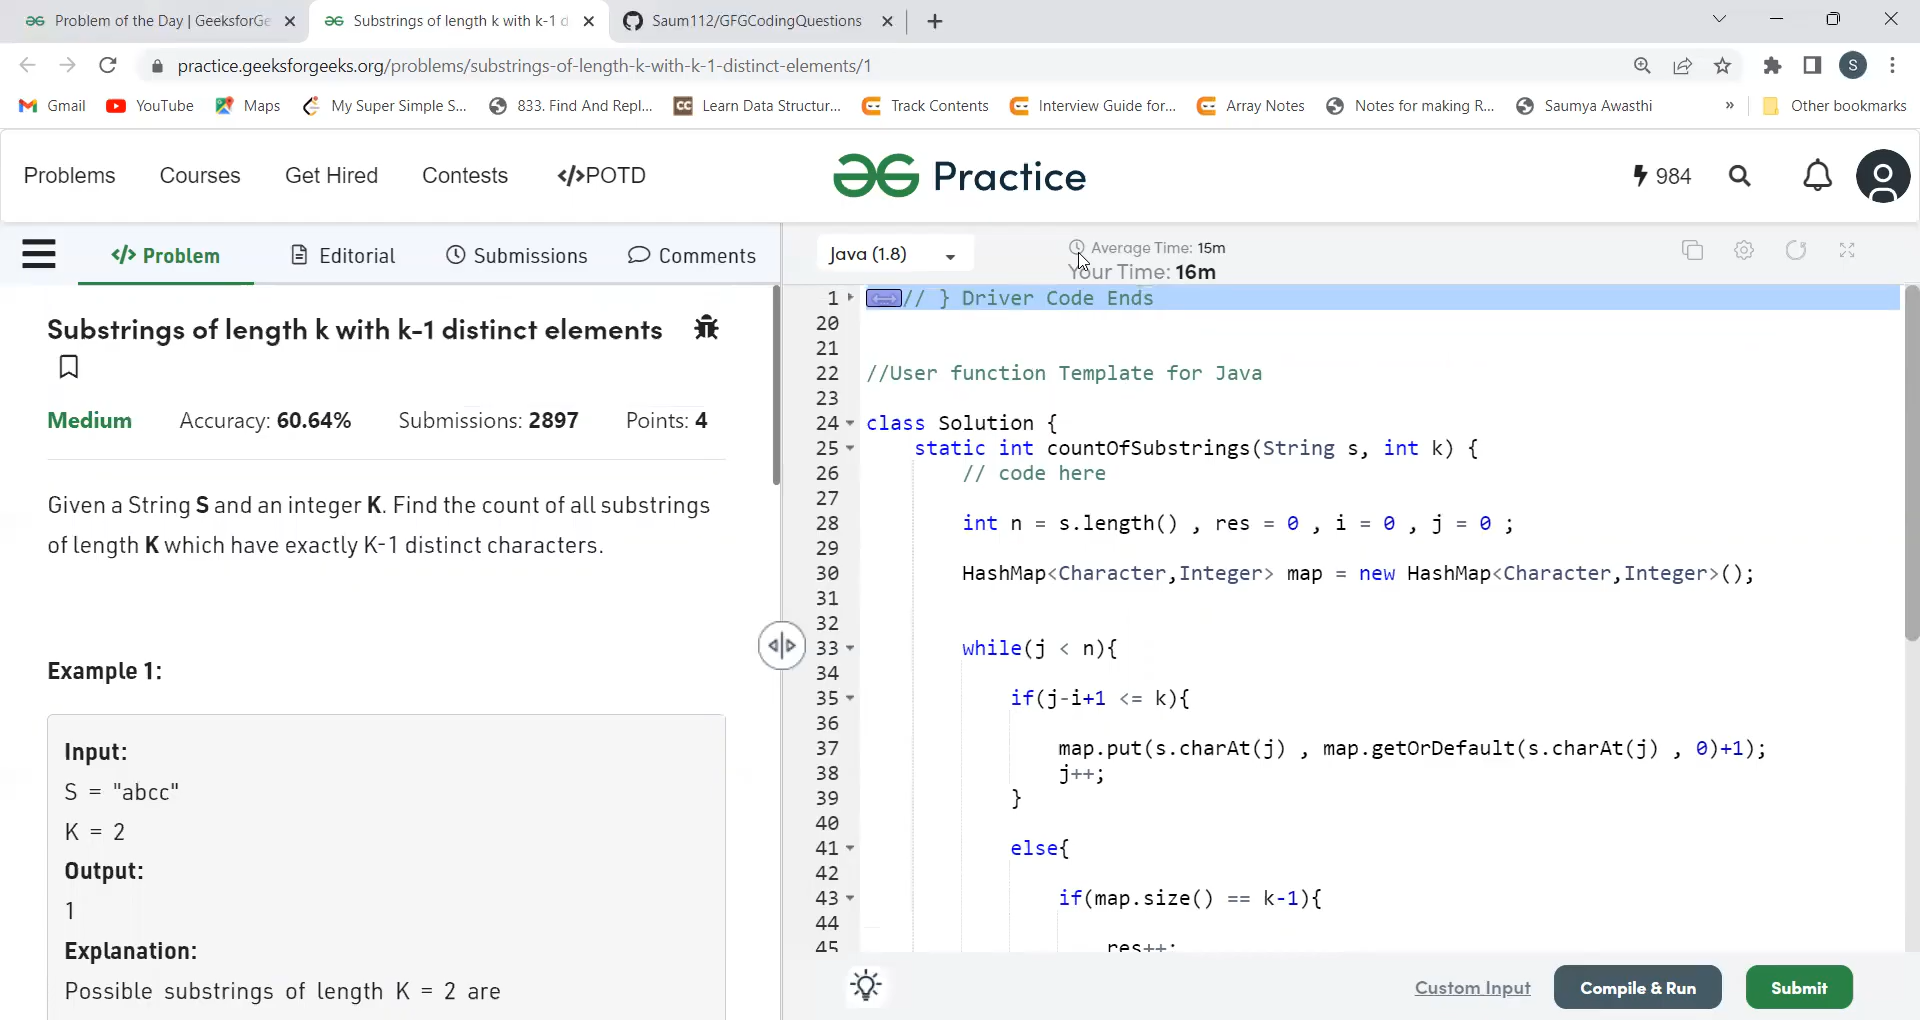 Problem of the Day | GeeksforGe
Substrings of length k with k-1 d
Saum112/GFGCodingQuestions
practice.geeksforgeeks.org/problems/substrings-of-length-k-with-k-1-distinct-elements/1
S
Gmail YouTube Maps My Super Simple S... 833. Find And Repl... CC Learn Data Structur... Track Contents Interview Guide for... Array Notes Notes for making R... Saumya Awasthi » Other bookmarks
Problems Courses Get Hired Contests </>POTD Practice 984
</> Problem Editorial Submissions Comments
Java (1.8)
Average Time: 15m
Your Time: 16m
Substrings of length k with k-1 distinct elements
Medium Accuracy: 60.64% Submissions: 2897 Points: 4
Given a String S and an integer K. Find the count of all substrings
of length K which have exactly K-1 distinct characters.
Example 1:
Input:
S = "abcc"
K = 2
Output:
1
Explanation:
Possible substrings of length K = 2 are
1 // } Driver Code Ends
20
21
22 //User function Template for Java
23
24 class Solution {
25 static int countOfSubstrings(String s, int k) {
26 // code here
27
28 int n = s.length() , res = 0 , i = 0 , j = 0 ;
29
30 HashMap<Character,Integer> map = new HashMap<Character,Integer>();
31
32
33 while(j < n){
34
35 if(j-i+1 <= k){
36
37 map.put(s.charAt(j) , map.getOrDefault(s.charAt(j) , 0)+1);
38 j++;
39 }
40
41 else{
42
43 if(map.size() == k-1){
44
45 res++;
Custom Input Compile & Run Submit